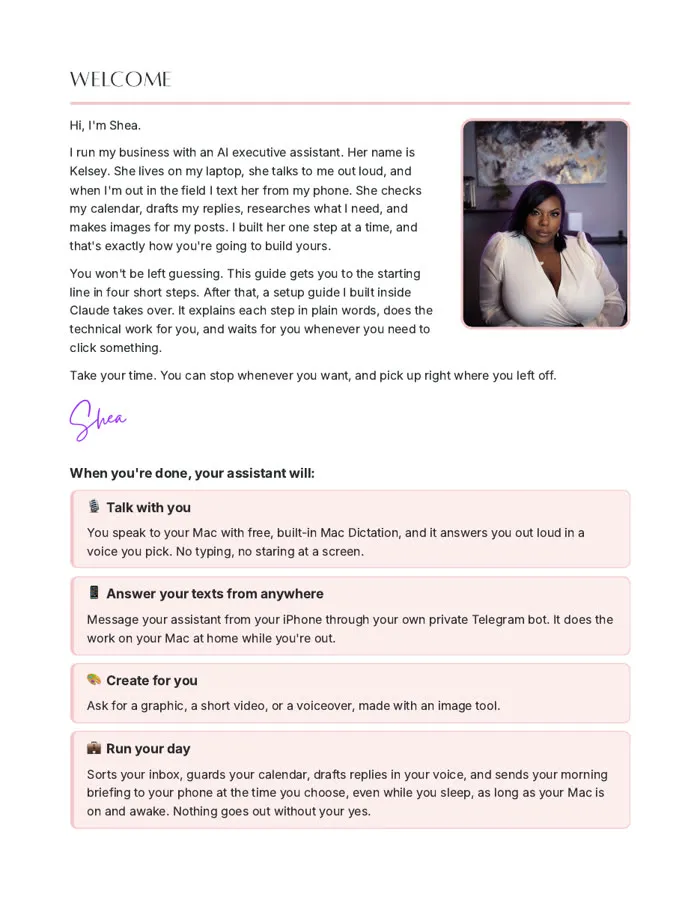 WELCOME
Hi, I'm Shea.
I run my business with an AI executive assistant. Her name is
Kelsey. She lives on my laptop, she talks to me out loud, and
when I'm out in the field I text her from my phone. She checks
my calendar, drafts my replies, researches what I need, and
makes images for my posts. I built her one step at a time, and
that's exactly how you're going to build yours.
You won't be left guessing. This guide gets you to the starting
line in four short steps. After that, a setup guide I built inside
Claude takes over. It explains each step in plain words, does the
technical work for you, and waits for you whenever you need to
click something.
Take your time. You can stop whenever you want, and pick up right where you left off.
Shea
When you're done, your assistant will:
Talk with you
You speak to your Mac with free, built-in Mac Dictation, and it answers you out loud in a
voice you pick. No typing, no staring at a screen.
Answer your texts from anywhere
Message your assistant from your iPhone through your own private Telegram bot. It does the
work on your Mac at home while you're out.
Create for you
Ask for a graphic, a short video, or a voiceover, made with an image tool.
Run your day
Sorts your inbox, guards your calendar, drafts replies in your voice, and sends your morning
briefing to your phone at the time you choose, even while you sleep, as long as your Mac is
on and awake. Nothing goes out without your yes.